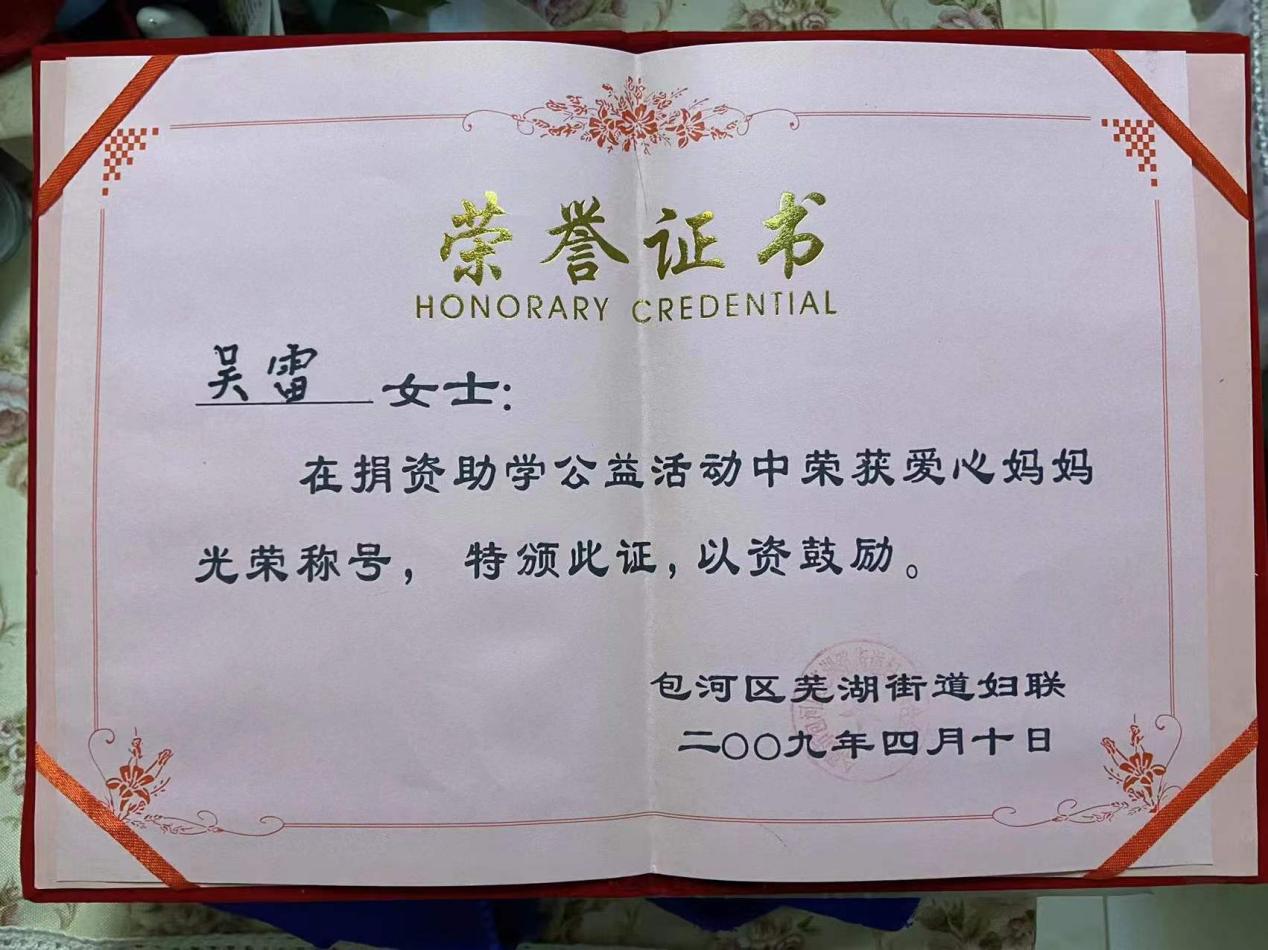 荣誉证书
HONORARY CREDENTIAL
吴雷 女士:
在捐资助学公益活动中荣获爱心妈妈
光荣称号， 特颁此证, 以资鼓励。
包河区芜湖街道妇联
二〇〇九年四月十日